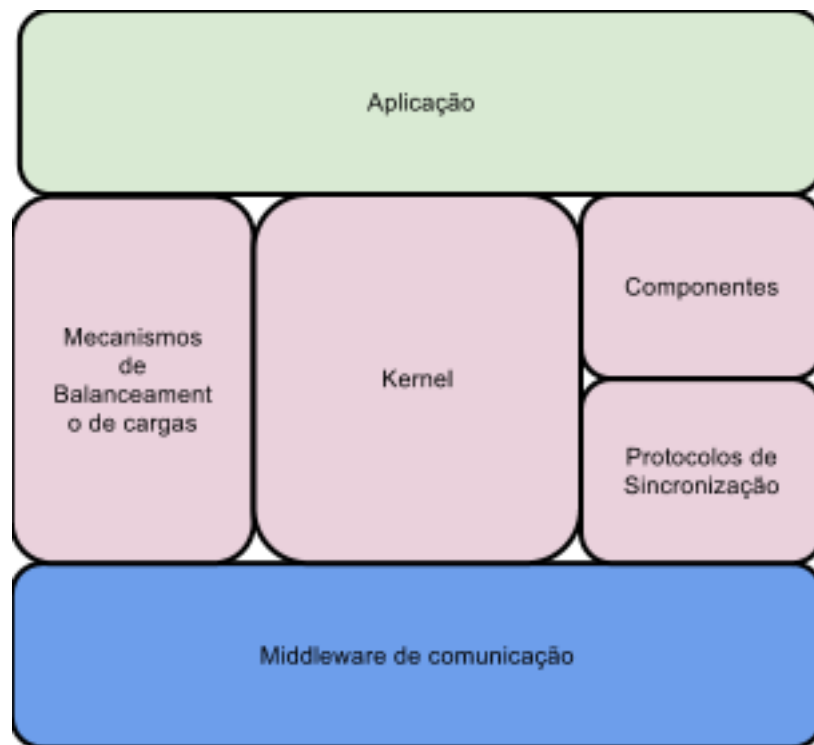 Aplicação
Mecanismos
de
Balanceament
o de cargas
Kernel
Componentes
Protocolos de
Sincronização
Middleware de comunicação